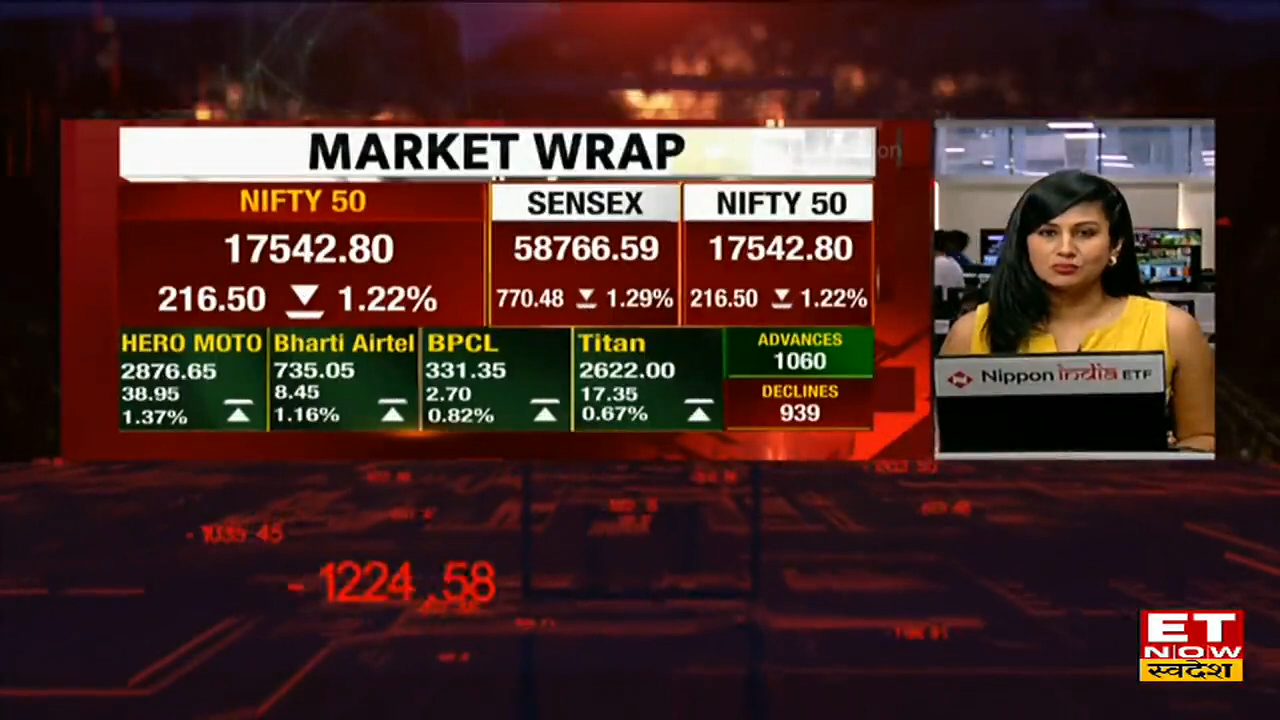 MARKET WRAP
NIFTY 50
17542.80
216.50 1.22%
SENSEX
58766.59
770.48 1.29%
NIFTY 50
17542.80
216.50 1.22%
HERO MOTO
2876.65
38.95
1.37%
Bharti Airtel
735.05
8.45
1.16%
BPCL
331.35
2.70
0.82%
Titan
2622.00
17.35
0.67%
ADVANCES
1060
DECLINES
939
Nippon india ETF
- 1039.45
- 1224.58
ET
NOW
स्वदेश